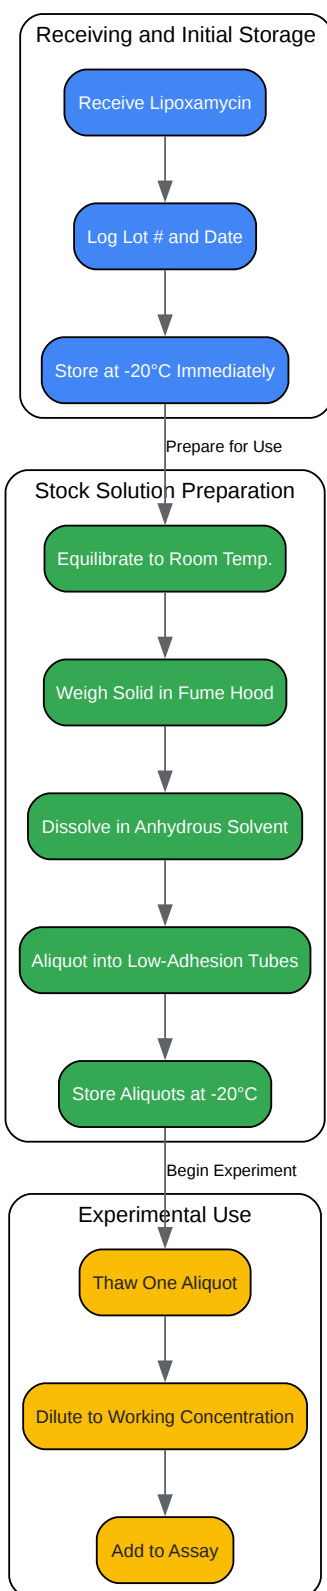 Receiving and Initial Storage
Receive Lipoxamycin
Log Lot # and Date
Store at -20°C Immediately
Prepare for Use
Stock Solution Preparation
Equilibrate to Room Temp.
Weigh Solid in Fume Hood
Dissolve in Anhydrous Solvent
Aliquot into Low-Adhesion Tubes
Store Aliquots at -20°C
Begin Experiment
Experimental Use
Thaw One Aliquot
Dilute to Working Concentration
Add to Assay